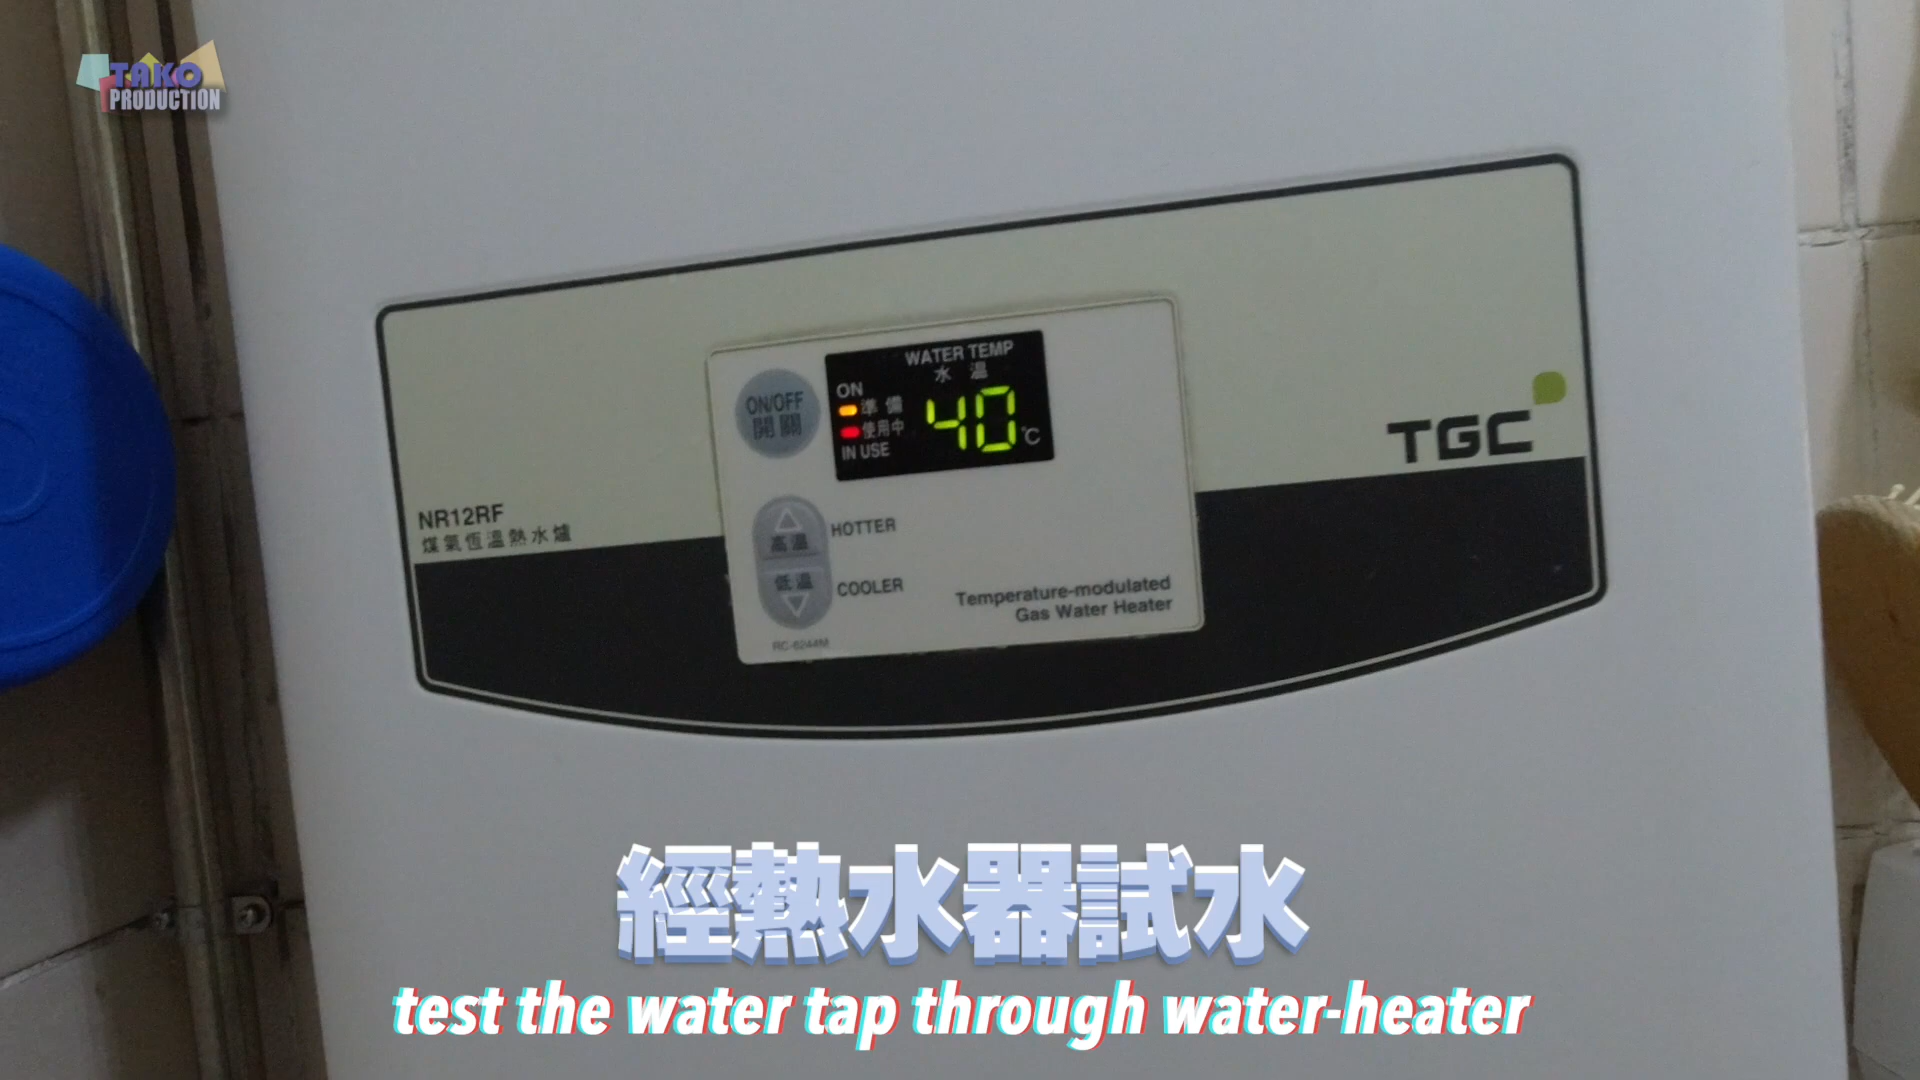 TAKO
PRODUCTION
WATER TEMP
水 溫
ON/OFF
開 關
ON
準 備
使用中
IN USE
40°C
TGC
NR12RF
煤氣恆溫熱水爐
高溫
HOTTER
低溫
COOLER
Temperature-modulated
Gas Water Heater
RC-6244M
經熱水器試水
test the water tap through water-heater